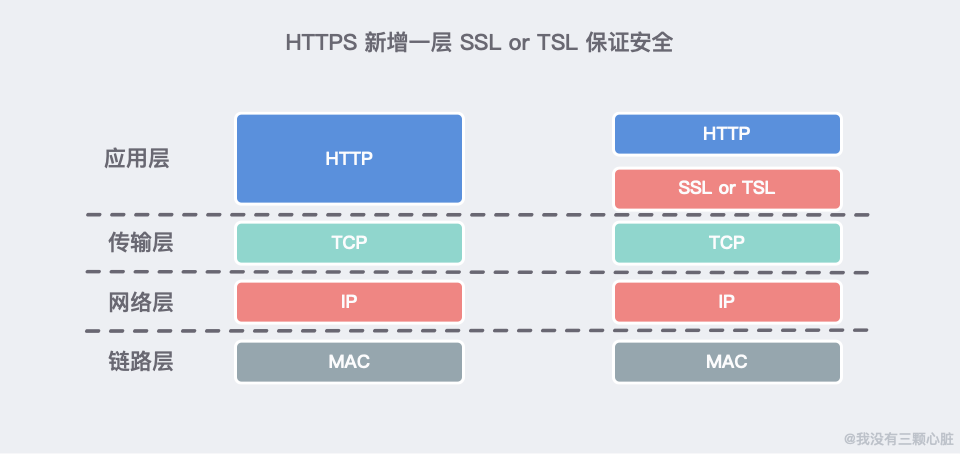 HTTPS 新增一层 SSL or TSL 保证安全
应用层
HTTP
HTTP
SSL or TSL
传输层
TCP
TCP
网络层
IP
IP
链路层
MAC
MAC
@我没有三颗心脏